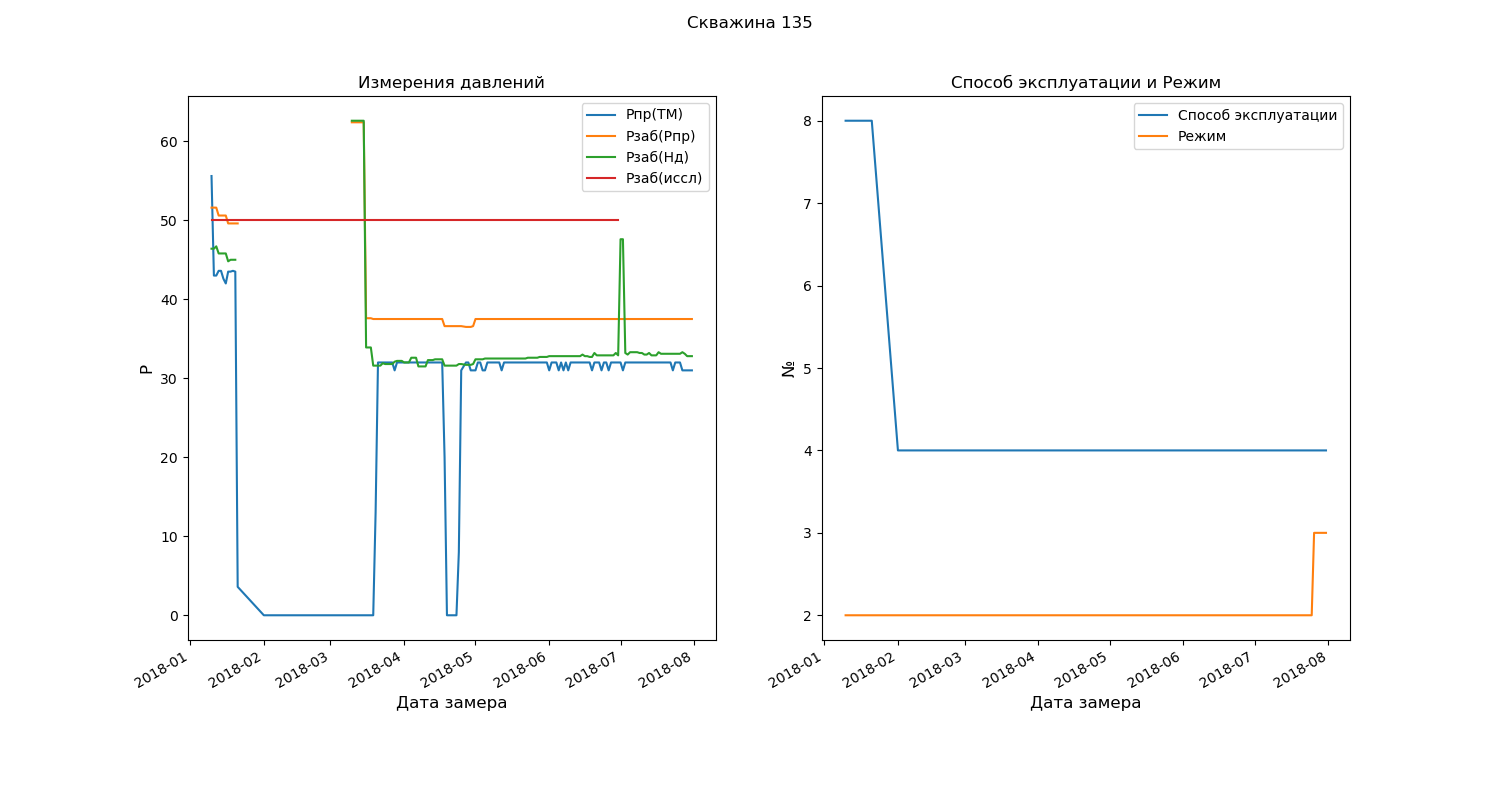 Скважина 135
Измерения давлений
Рпр(ТМ)
Рзаб(Рпр)
Рзаб(Нд)
Рзаб(иссл)
60
50
40
30
20
10
0
Р
2018-01
2018-02
2018-03
2018-04
2018-05
2018-06
2018-07
2018-08
Дата замера
Способ эксплуатации и Режим
Способ эксплуатации
Режим
8
7
6
5
4
3
2
№
2018-01
2018-02
2018-03
2018-04
2018-05
2018-06
2018-07
2018-08
Дата замера